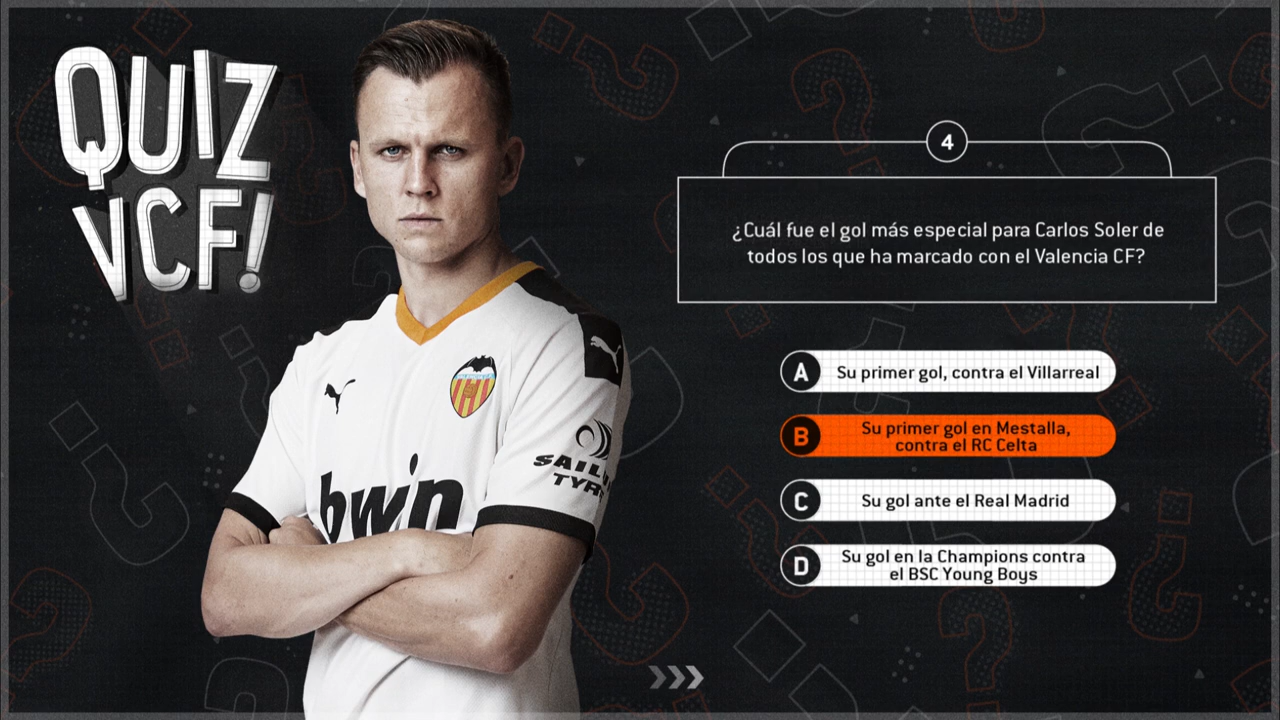 QUIZ
VCF!
4
¿Cuál fue el gol más especial para Carlos Soler de
todos los que ha marcado con el Valencia CF?
A Su primer gol, contra el Villarreal
B Su primer gol en Mestalla,
contra el RC Celta
C Su gol ante el Real Madrid
D Su gol en la Champions contra
el BSC Young Boys
bwin